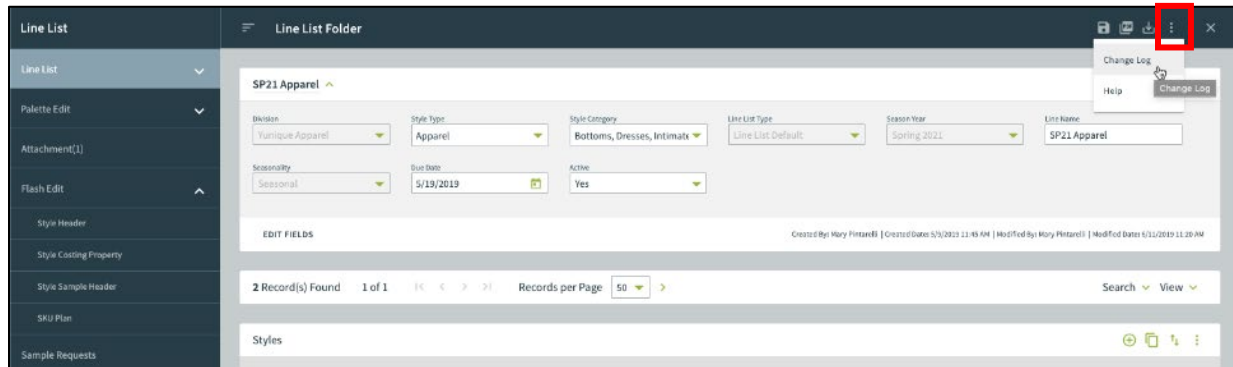 Line List
Line List Folder
Line List
Palette Edit
Attachment(1)
Flash Edit
Style Header
Style Costing Property
Style Sample Header
SKU Plan
Sample Requests
Change Log
Help
Change Log
SP21 Apparel
Division
Yunique Apparel
Style Type
Apparel
Style Category
Bottoms, Dresses, Intimate
Line List Type
Line List Default
Season Year
Spring 2021
Line Name
SP21 Apparel
Seasonality
Seasonal
Due Date
5/19/2019
Active
Yes
EDIT FIELDS
Created By: Mary Pintarelli | Created Date: 5/9/2019 11:45 AM | Modified By: Mary Pintarelli | Modified Date: 6/11/2019 11:20 AM
2 Record(s) Found 1 of 1 Records per Page 50 Search View
Styles